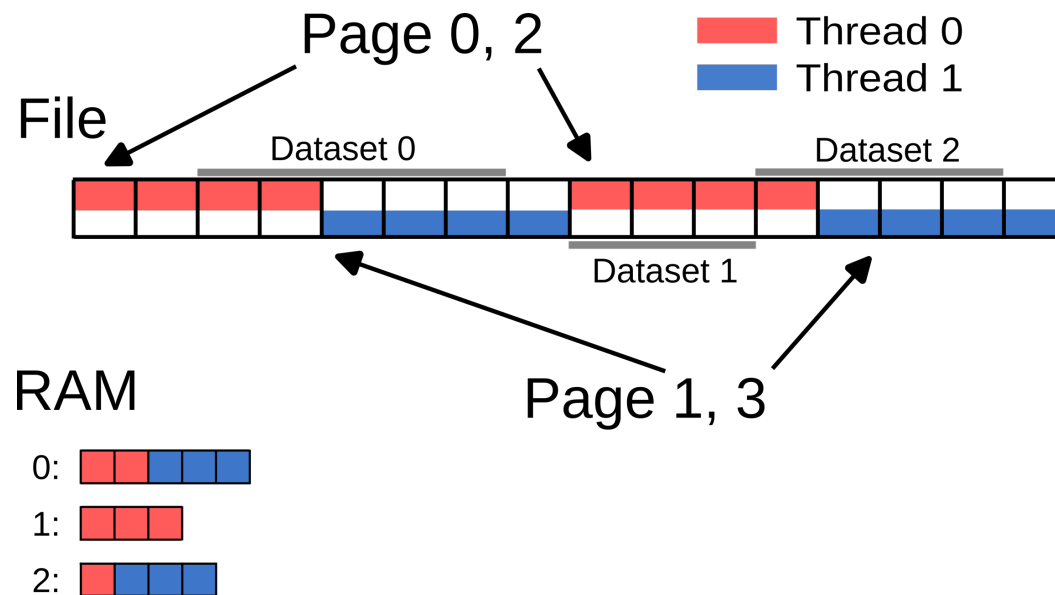 Page 0, 2
Thread 0
Thread 1
File
Dataset 0
Dataset 2
Dataset 1
Page 1, 3
RAM
0:
1:
2: